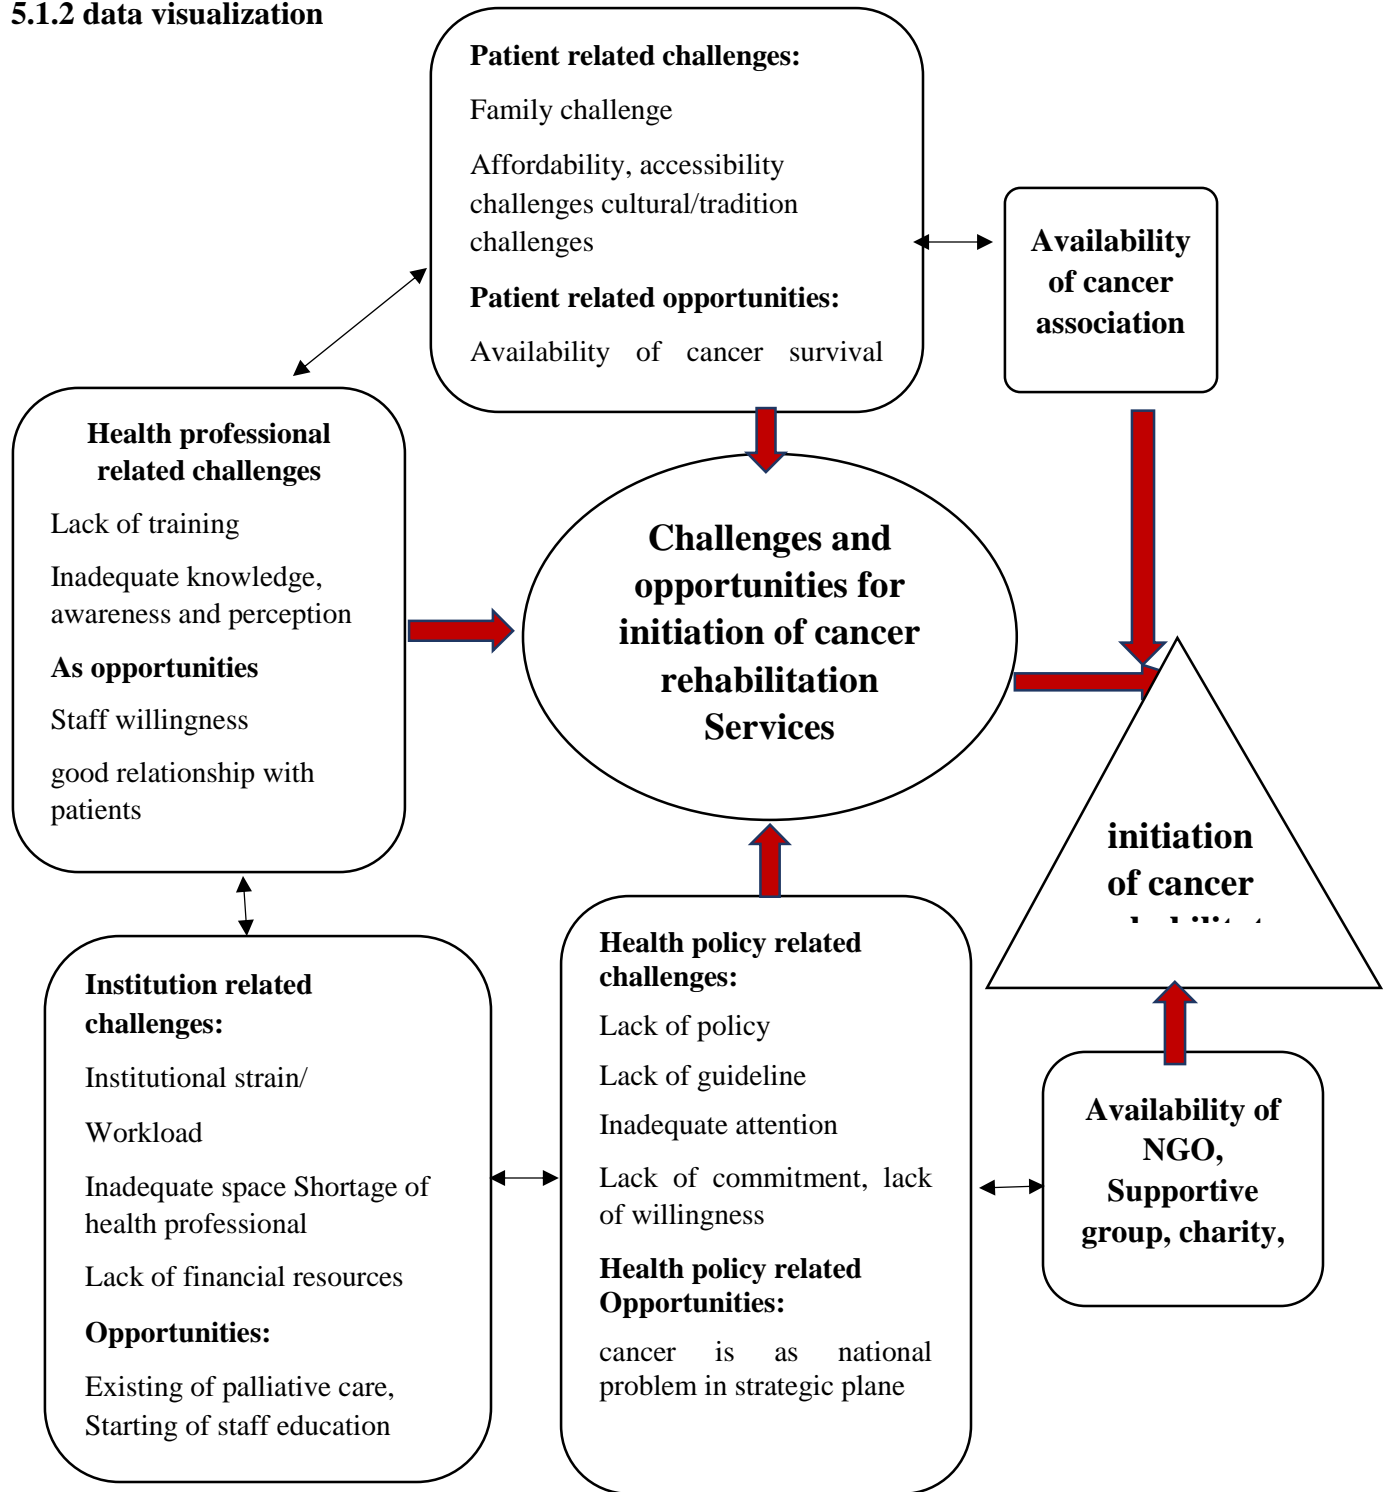 5.1.2 data visualization
Patient related challenges:
Family challenge
Affordability, accessibility
challenges cultural/tradition
challenges
Patient related opportunities:
Availability of cancer survival
Availability
of cancer
association
Health professional
related challenges
Lack of training
Inadequate knowledge,
awareness and perception
As opportunities
Staff willingness
good relationship with
patients
Challenges and
opportunities for
initiation of cancer
rehabilitation
Services
initiation
of cancer
Institution related
challenges:
Institutional strain/
Workload
Inadequate space Shortage of
health professional
Lack of financial resources
Opportunities:
Existing of palliative care,
Starting of staff education
Health policy related
challenges:
Lack of policy
Lack of guideline
Inadequate attention
Lack of commitment, lack
of willingness
Health policy related
Opportunities:
cancer is as national
problem in strategic plane
Availability of
NGO,
Supportive
group, charity,